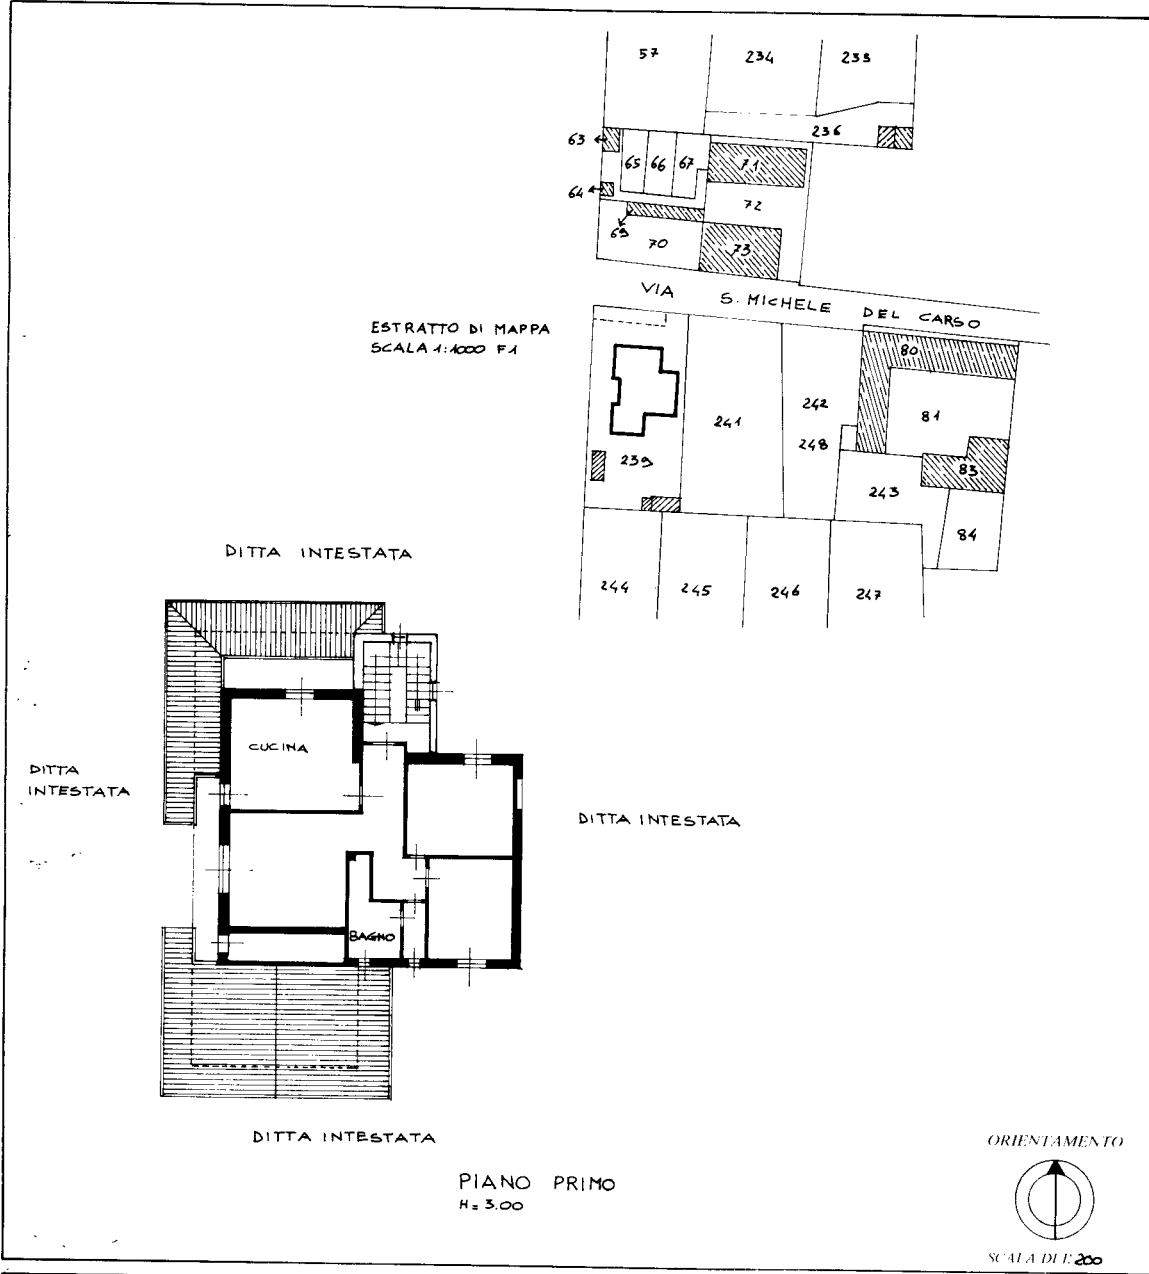 57
234
233
236
63
65
66
67
71
64
72
69
70
73
VIA S. MICHELE DEL CARSO
ESTRATTO DI MAPPA
SCALA 1:1000 F1
80
242
81
241
248
239
83
243
84
244
245
246
247
DITTA INTESTATA
CUCINA
DITTA
INTESTATA
DITTA INTESTATA
BAGNO
DITTA INTESTATA
PIANO PRIMO
H= 3.00
ORIENTAMENTO
SCALA DI 1: 200